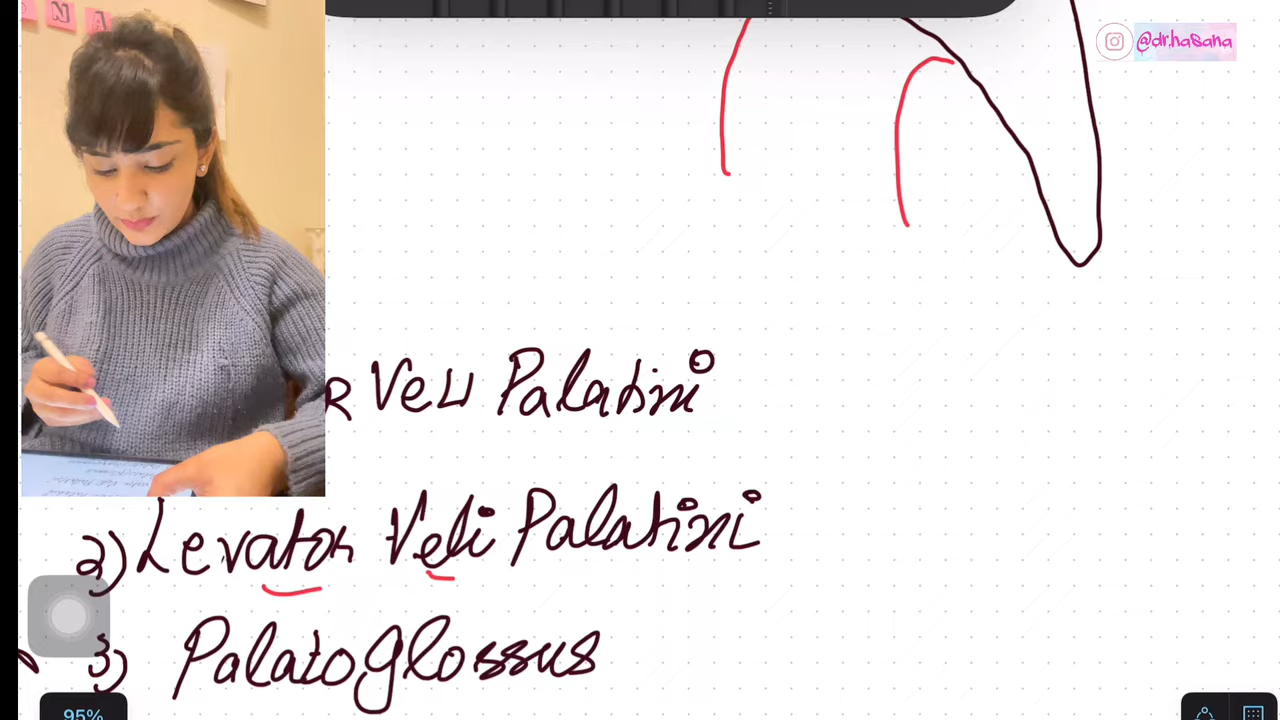 N A
@dr.hasana
R Veli Palatini
2) Levator Veli Palatini
3) Palatoglossus
95%